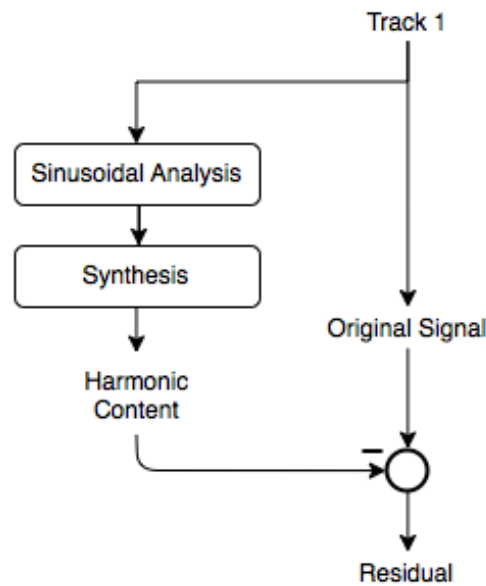 Track 1
Sinusoidal Analysis
Synthesis
Original Signal
Harmonic
Content
−
Residual